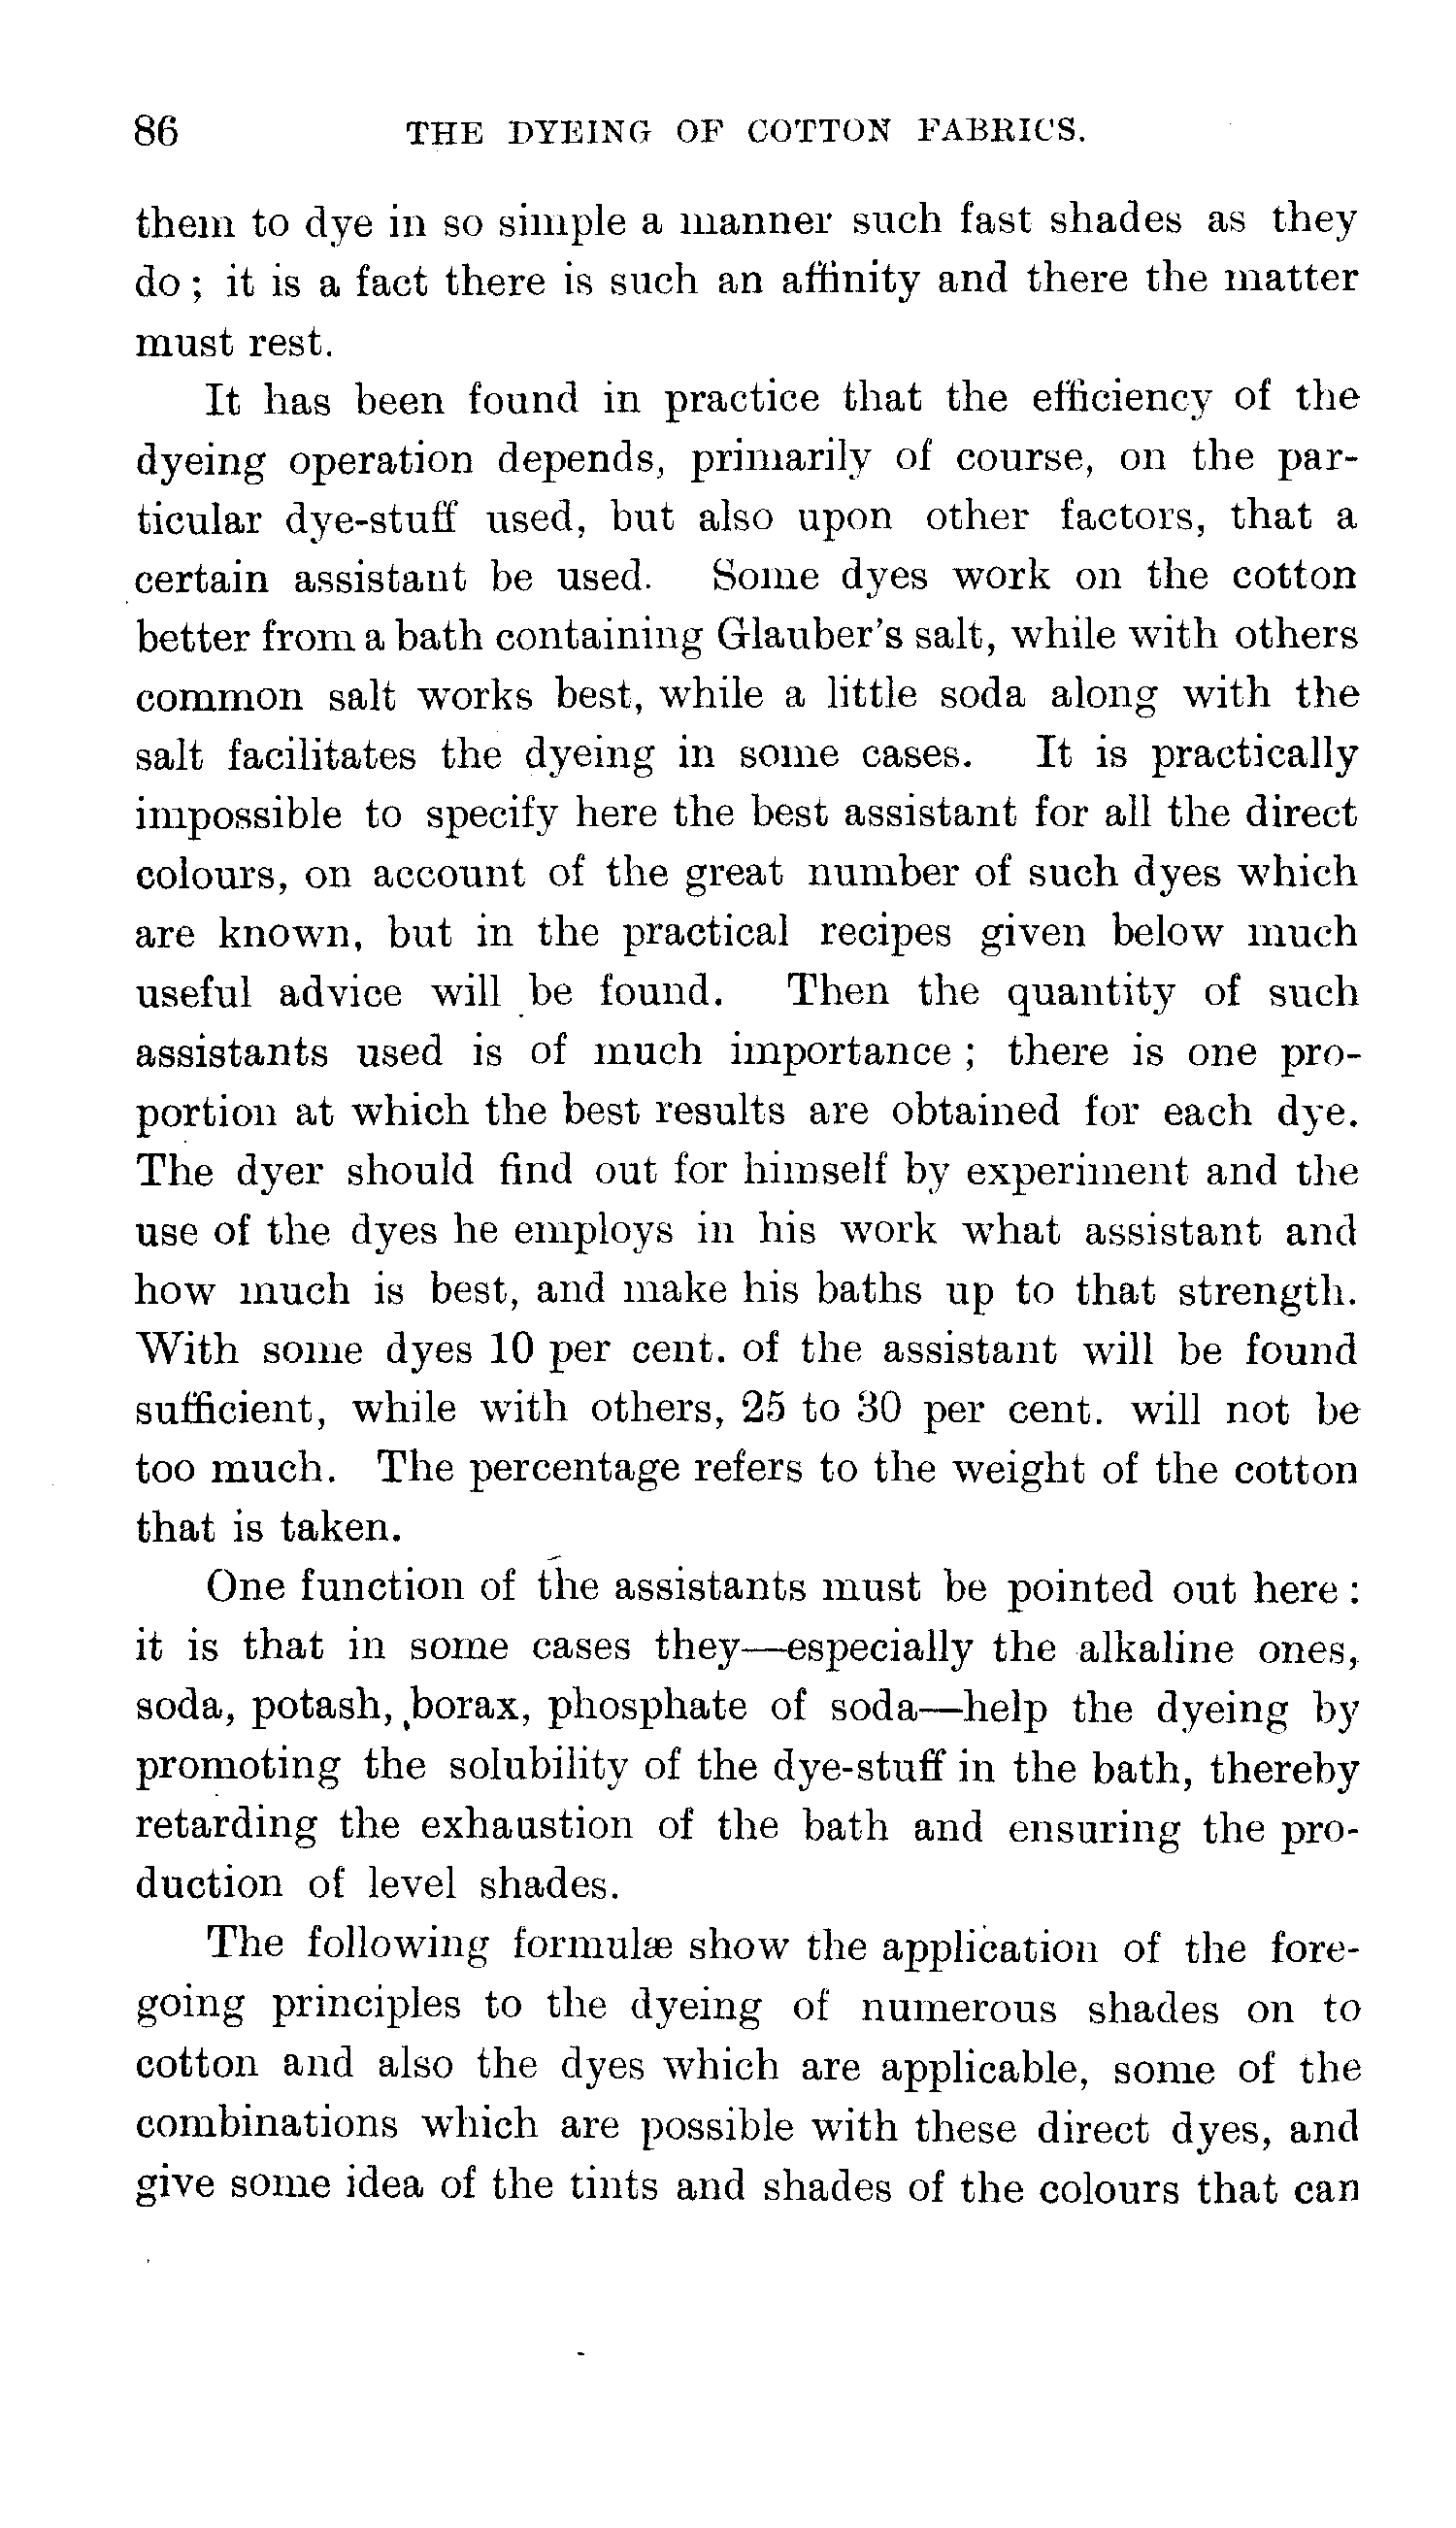 86 THE DYEING OF COTTON FABRICS.
them to dye in so simple a manner such fast shades as they
do ; it is a fact there is such an affinity and there the matter
must rest.
It has been found in practice that the efficiency of the
dyeing operation depends, primarily of course, on the par-
ticular dye-stuff used, but also upon other factors, that a
certain assistant be used. Some dyes work on the cotton
better from a bath containing Glauber's salt, while with others
common salt works best, while a little soda along with the
salt facilitates the dyeing in some cases. It is practically
impossible to specify here the best assistant for all the direct
colours, on account of the great number of such dyes which
are known, but in the practical recipes given below much
useful advice will be found. Then the quantity of such
assistants used is of much importance ; there is one pro-
portion at which the best results are obtained for each dye.
The dyer should find out for himself by experiment and the
use of the dyes he employs in his work what assistant and
how much is best, and make his baths up to that strength.
With some dyes 10 per cent. of the assistant will be found
sufficient, while with others, 25 to 30 per cent. will not be
too much. The percentage refers to the weight of the cotton
that is taken.
One function of the assistants must be pointed out here :
it is that in some cases they—especially the alkaline ones,
soda, potash, borax, phosphate of soda—help the dyeing by
promoting the solubility of the dye-stuff in the bath, thereby
retarding the exhaustion of the bath and ensuring the pro-
duction of level shades.
The following formulæ show the application of the fore-
going principles to the dyeing of numerous shades on to
cotton and also the dyes which are applicable, some of the
combinations which are possible with these direct dyes, and
give some idea of the tints and shades of the colours that can